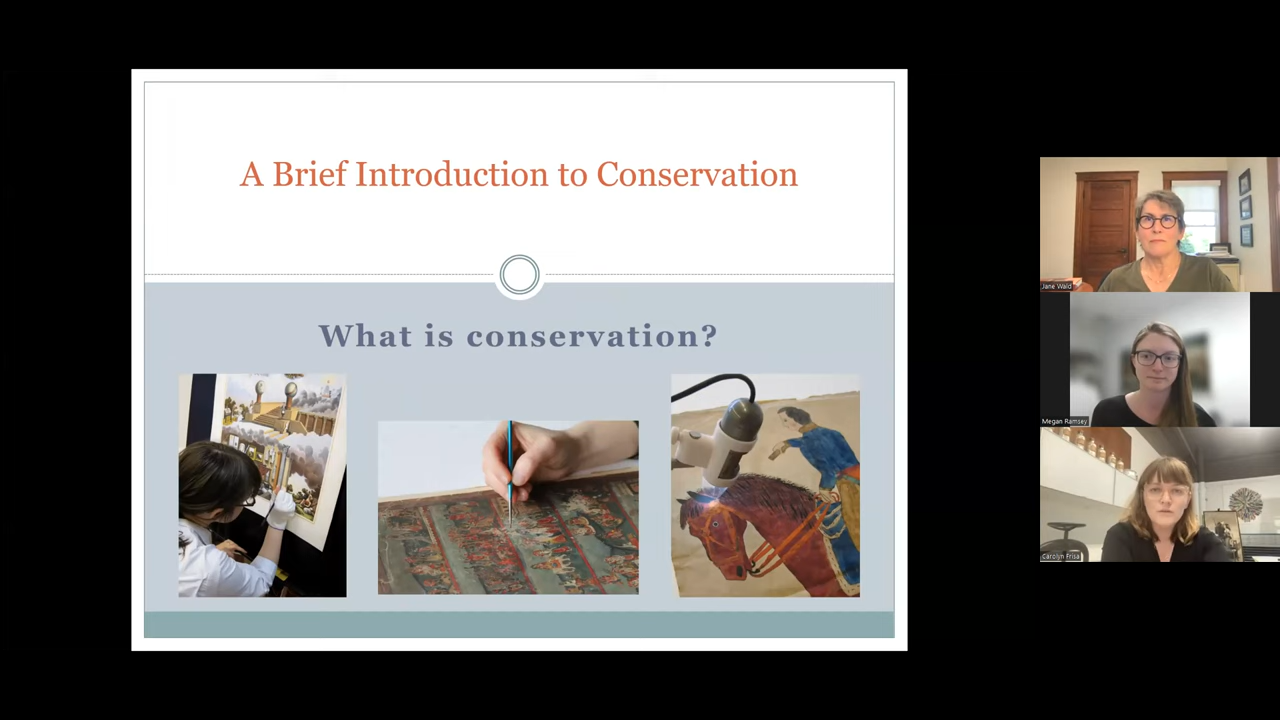 A Brief Introduction to Conservation
What is conservation?
Jane Wald
Megan Ramsey
Carolyn Frisa